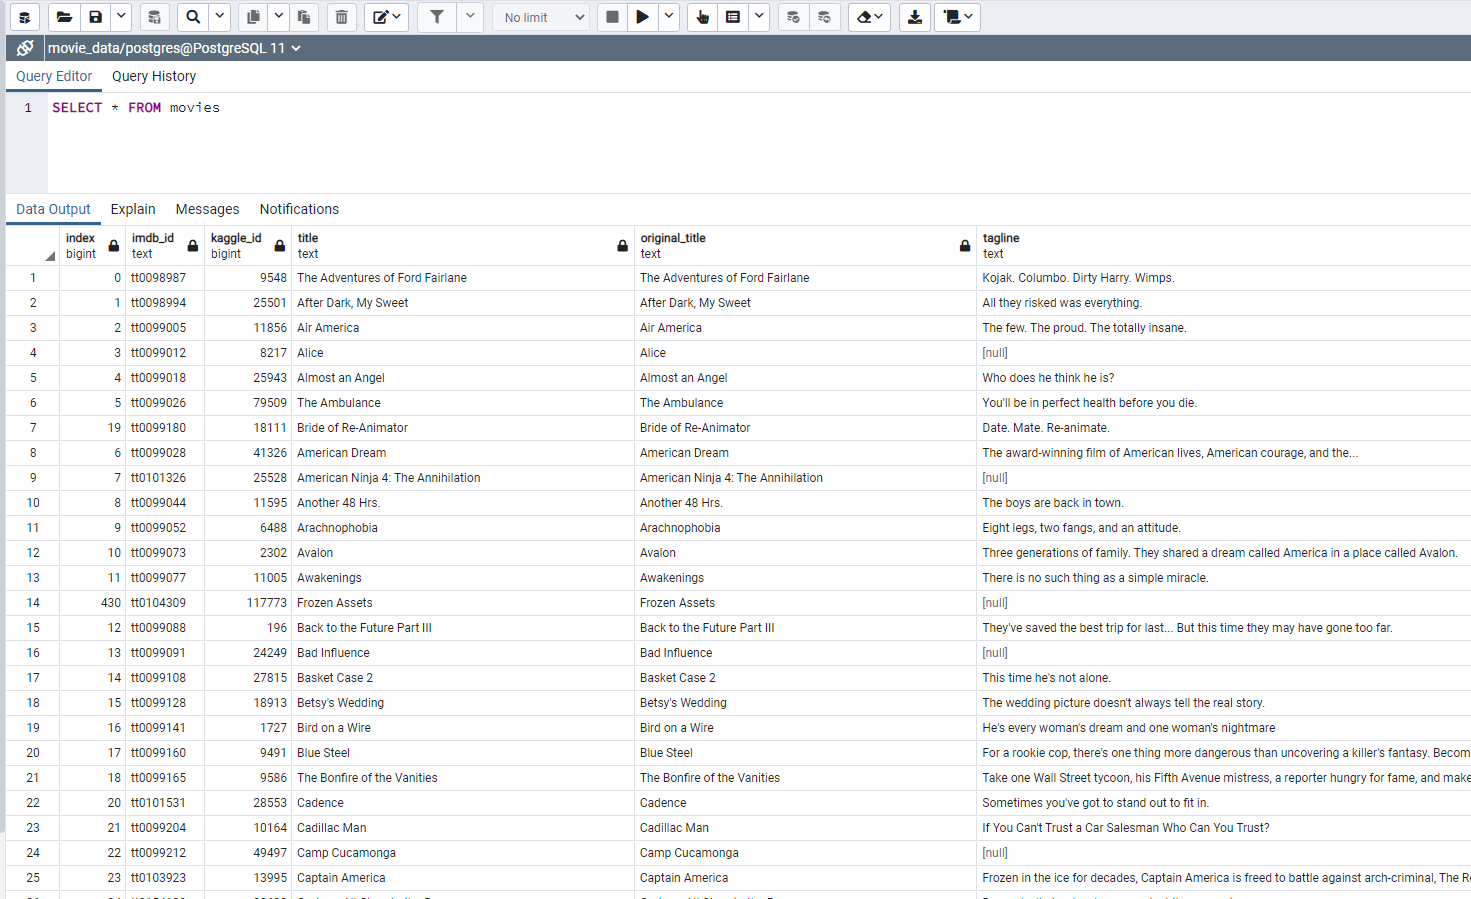 No limit
movie_data/postgres@PostgreSQL 11
Query Editor Query History
1 SELECT * FROM movies
Data Output Explain Messages Notifications
index imdb_id kaggle_id title original_title tagline
bigint text bigint text text text
1 0 tt0098987 9548 The Adventures of Ford Fairlane The Adventures of Ford Fairlane Kojak. Columbo. Dirty Harry. Wimps.
2 1 tt0098994 25501 After Dark, My Sweet After Dark, My Sweet All they risked was everything.
3 2 tt0099005 11856 Air America Air America The few. The proud. The totally insane.
4 3 tt0099012 8217 Alice Alice [null]
5 4 tt0099018 25943 Almost an Angel Almost an Angel Who does he think he is?
6 5 tt0099026 79509 The Ambulance The Ambulance You'll be in perfect health before you die.
7 19 tt0099180 18111 Bride of Re-Animator Bride of Re-Animator Date. Mate. Re-animate.
8 6 tt0099028 41326 American Dream American Dream The award-winning film of American lives, American courage, and the...
9 7 tt0101326 25528 American Ninja 4: The Annihilation American Ninja 4: The Annihilation [null]
10 8 tt0099044 11595 Another 48 Hrs. Another 48 Hrs. The boys are back in town.
11 9 tt0099052 6488 Arachnophobia Arachnophobia Eight legs, two fangs, and an attitude.
12 10 tt0099073 2302 Avalon Avalon Three generations of family. They shared a dream called America in a place called Avalon.
13 11 tt0099077 11005 Awakenings Awakenings There is no such thing as a simple miracle.
14 430 tt0104309 117773 Frozen Assets Frozen Assets [null]
15 12 tt0099088 196 Back to the Future Part III Back to the Future Part III They've saved the best trip for last... But this time they may have gone too far.
16 13 tt0099091 24249 Bad Influence Bad Influence [null]
17 14 tt0099108 27815 Basket Case 2 Basket Case 2 This time he's not alone.
18 15 tt0099128 18913 Betsy's Wedding Betsy's Wedding The wedding picture doesn't always tell the real story.
19 16 tt0099141 1727 Bird on a Wire Bird on a Wire He's every woman's dream and one woman's nightmare
20 17 tt0099160 9491 Blue Steel Blue Steel For a rookie cop, there's one thing more dangerous than uncovering a killer's fantasy. Becom
21 18 tt0099165 9586 The Bonfire of the Vanities The Bonfire of the Vanities Take one Wall Street tycoon, his Fifth Avenue mistress, a reporter hungry for fame, and make
22 20 tt0101531 28553 Cadence Cadence Sometimes you've got to stand out to fit in.
23 21 tt0099204 10164 Cadillac Man Cadillac Man If You Can't Trust a Car Salesman Who Can You Trust?
24 22 tt0099212 49497 Camp Cucamonga Camp Cucamonga [null]
25 23 tt0103923 13995 Captain America Captain America Frozen in the ice for decades, Captain America is freed to battle against arch-criminal, The